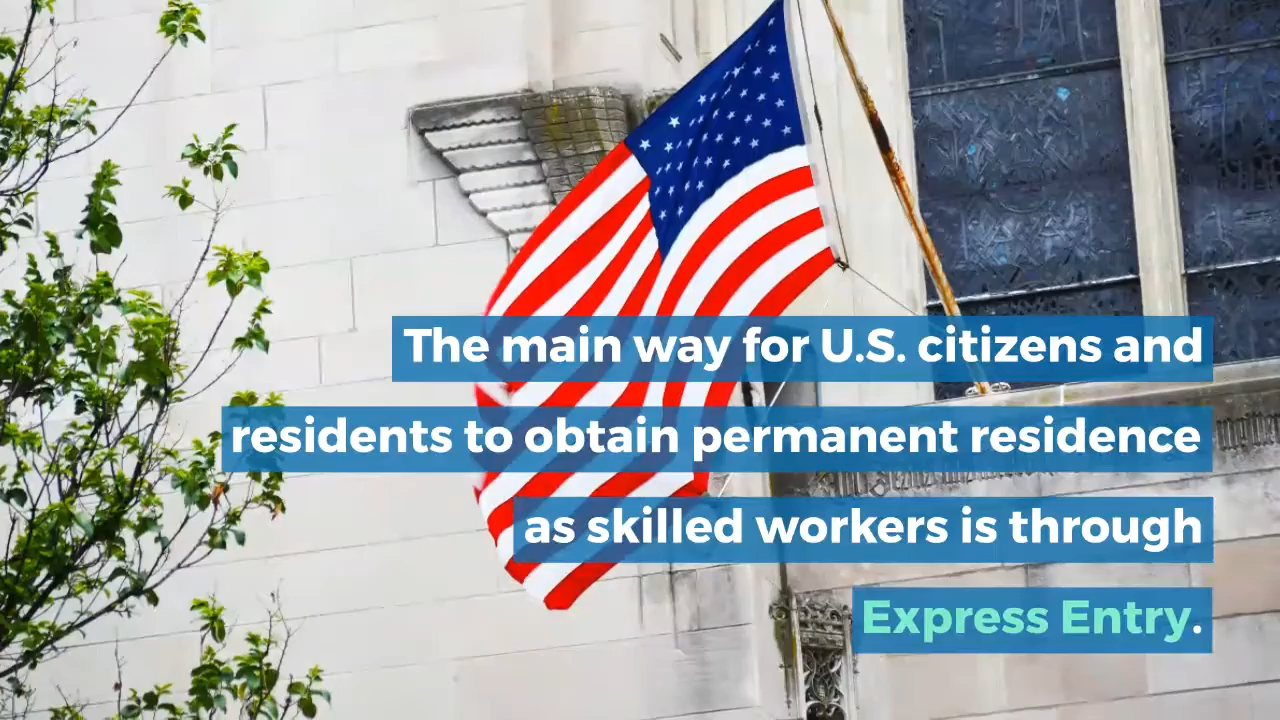 The main way for U.S. citizens and
residents to obtain permanent residence
as skilled workers is through
Express Entry.